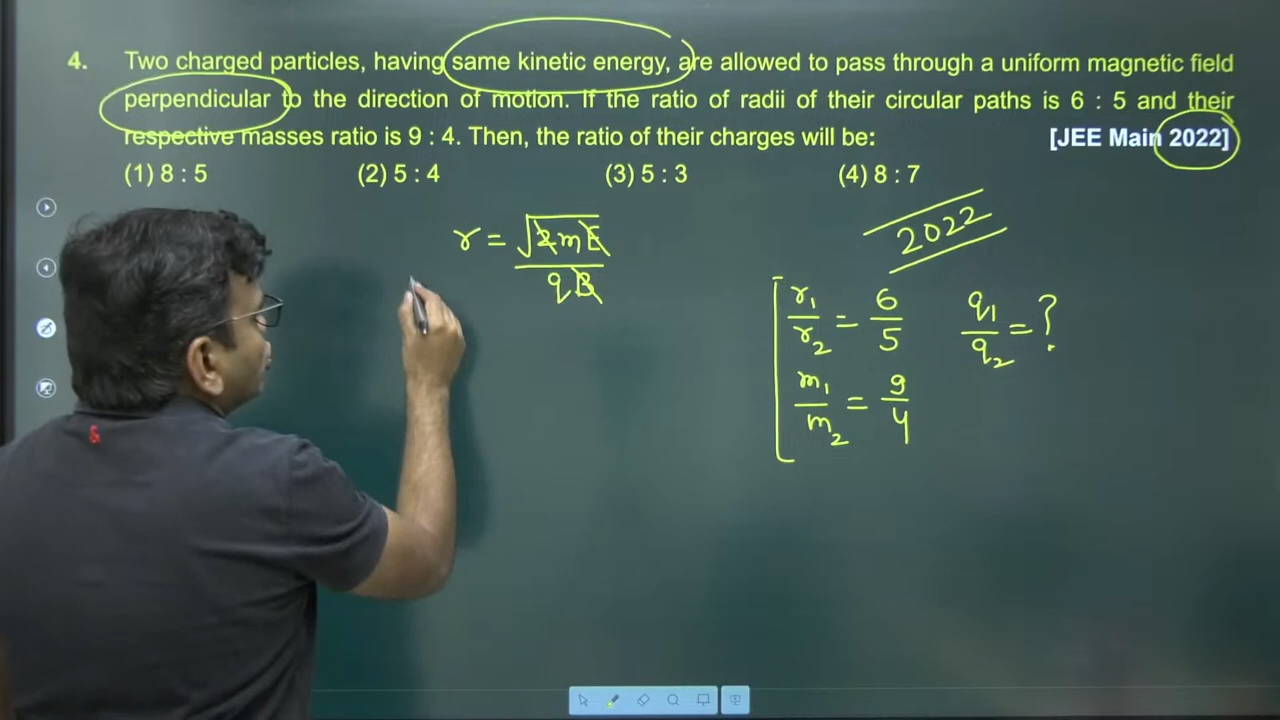 4. Two charged particles, having same kinetic energy, are allowed to pass through a uniform magnetic field
perpendicular to the direction of motion. If the ratio of radii of their circular paths is 6 : 5 and their
respective masses ratio is 9 : 4. Then, the ratio of their charges will be: [JEE Main 2022]
(1) 8 : 5 (2) 5 : 4 (3) 5 : 3 (4) 8 : 7
2022
r = √2mE / qB
r₁/r₂ = 6/5 q₁/q₂ = ?
m₁/m₂ = 9/4